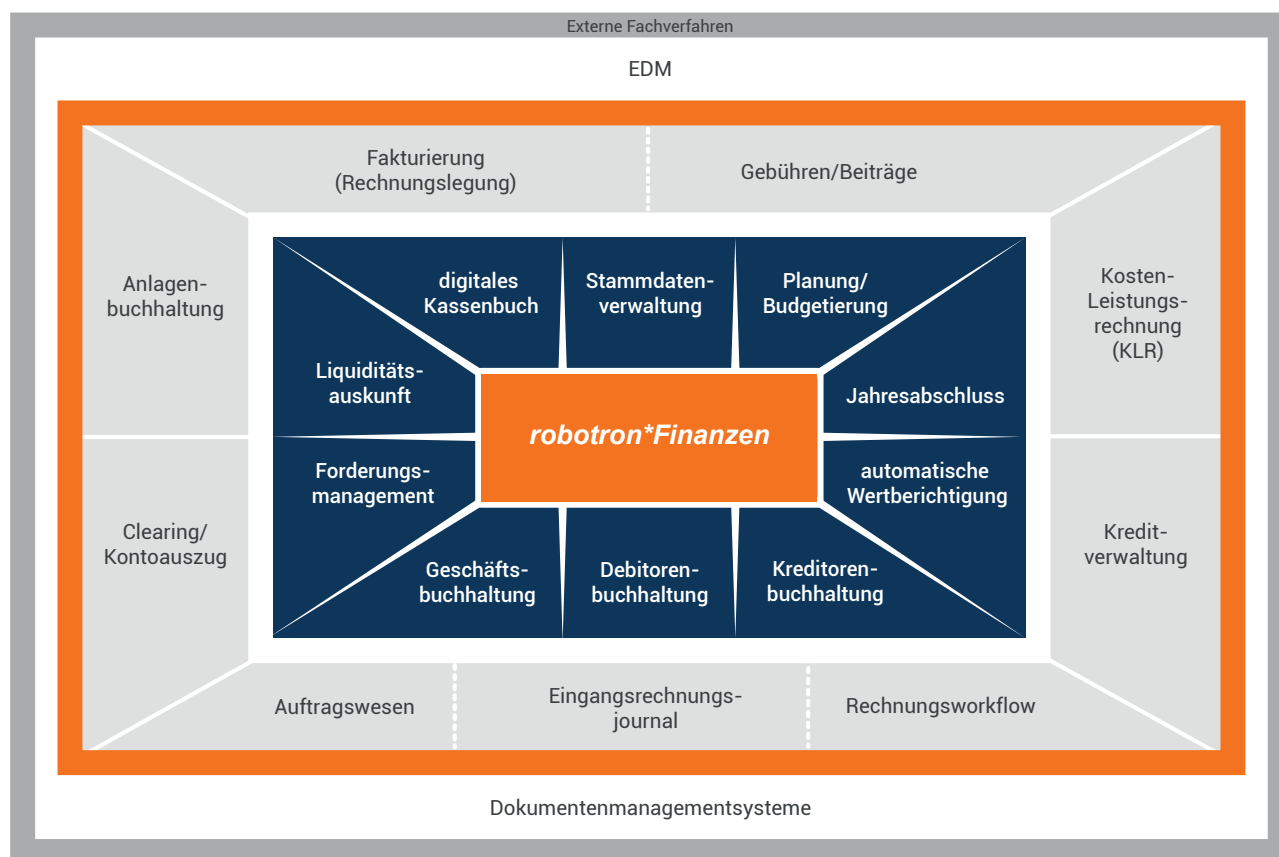 Externe Fachverfahren
EDM
Fakturierung
(Rechnungslegung)
Gebühren/Beiträge
Anlagen-
buchhaltung
Kosten-
Leistungs-
rechnung
(KLR)
digitales
Kassenbuch
Stammdaten-
verwaltung
Planung/
Budgetierung
Liquiditäts-
auskunft
Jahresabschluss
robotron*Finanzen
Forderungs-
management
automatische
Wertberichtigung
Clearing/
Kontoauszug
Kredit-
verwaltung
Geschäfts-
buchhaltung
Debitoren-
buchhaltung
Kreditoren-
buchhaltung
Auftragswesen
Eingangsrechnungs-
journal
Rechnungsworkflow
Dokumentenmanagementsysteme